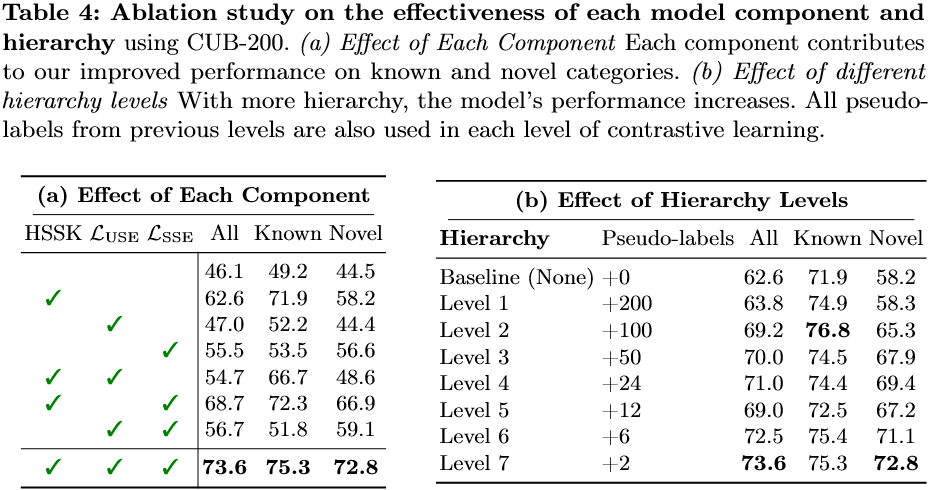 Table 4: Ablation study on the effectiveness of each model component and
hierarchy using CUB-200. (a) Effect of Each Component Each component contributes
to our improved performance on known and novel categories. (b) Effect of different
hierarchy levels With more hierarchy, the model's performance increases. All pseudo-
labels from previous levels are also used in each level of contrastive learning.
(a) Effect of Each Component
HSSK L_USE L_SSE All Known Novel
46.1 49.2 44.5
✓ 62.6 71.9 58.2
✓ 47.0 52.2 44.4
✓ 55.5 53.5 56.6
✓ ✓ 54.7 66.7 48.6
✓ ✓ 68.7 72.3 66.9
✓ ✓ 56.7 51.8 59.1
✓ ✓ ✓ 73.6 75.3 72.8
(b) Effect of Hierarchy Levels
Hierarchy Pseudo-labels All Known Novel
Baseline (None) +0 62.6 71.9 58.2
Level 1 +200 63.8 74.9 58.3
Level 2 +100 69.2 76.8 65.3
Level 3 +50 70.0 74.5 67.9
Level 4 +24 71.0 74.4 69.4
Level 5 +12 69.0 72.5 67.2
Level 6 +6 72.5 75.4 71.1
Level 7 +2 73.6 75.3 72.8